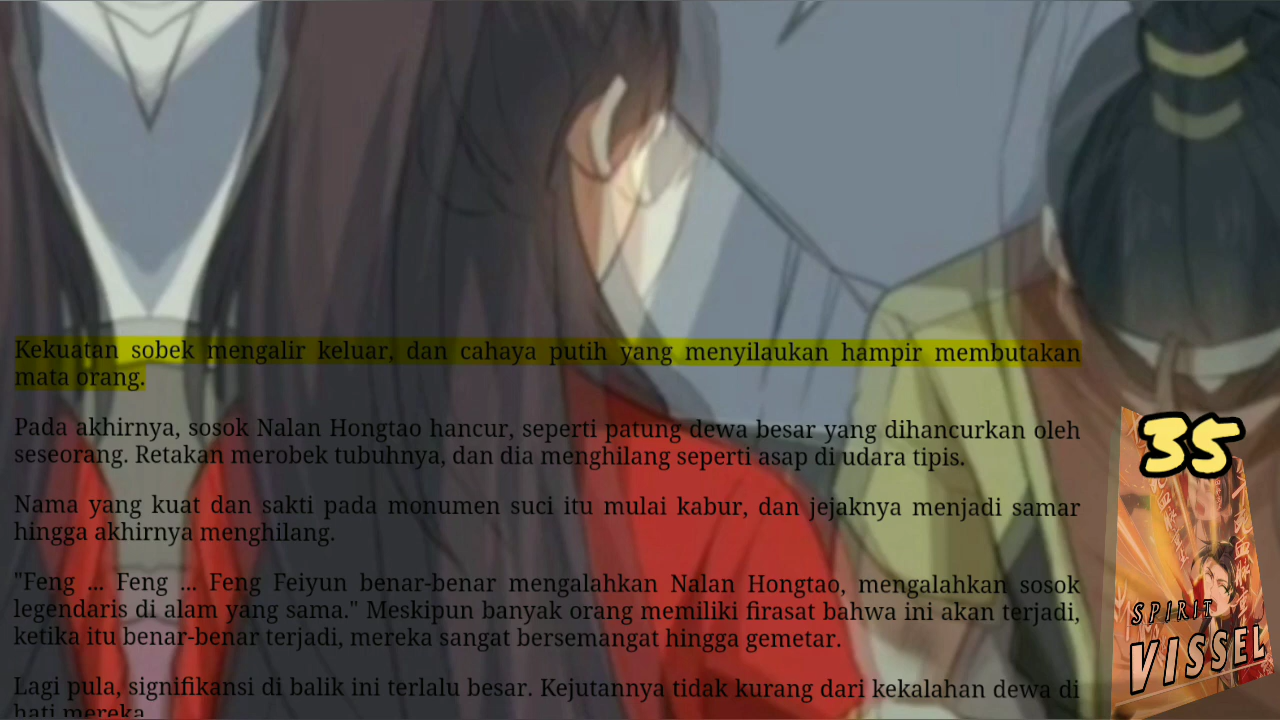 Kekuatan sobek mengalir keluar, dan cahaya putih yang menyilaukan hampir membutakan
mata orang.
Pada akhirnya, sosok Nalan Hongtao hancur, seperti patung dewa besar yang dihancurkan oleh
seseorang. Retakan merobek tubuhnya, dan dia menghilang seperti asap di udara tipis.
Nama yang kuat dan sakti pada monumen suci itu mulai kabur, dan jejaknya menjadi samar
hingga akhirnya menghilang.
"Feng ... Feng ... Feng Feiyun benar-benar mengalahkan Nalan Hongtao, mengalahkan sosok
legendaris di alam yang sama." Meskipun banyak orang memiliki firasat bahwa ini akan terjadi,
ketika itu benar-benar terjadi, mereka sangat bersemangat hingga gemetar.
Lagi pula, signifikansi di balik ini terlalu besar. Kejutannya tidak kurang dari kekalahan dewa di
hati mereka.
35
SPIRIT
VISSEL